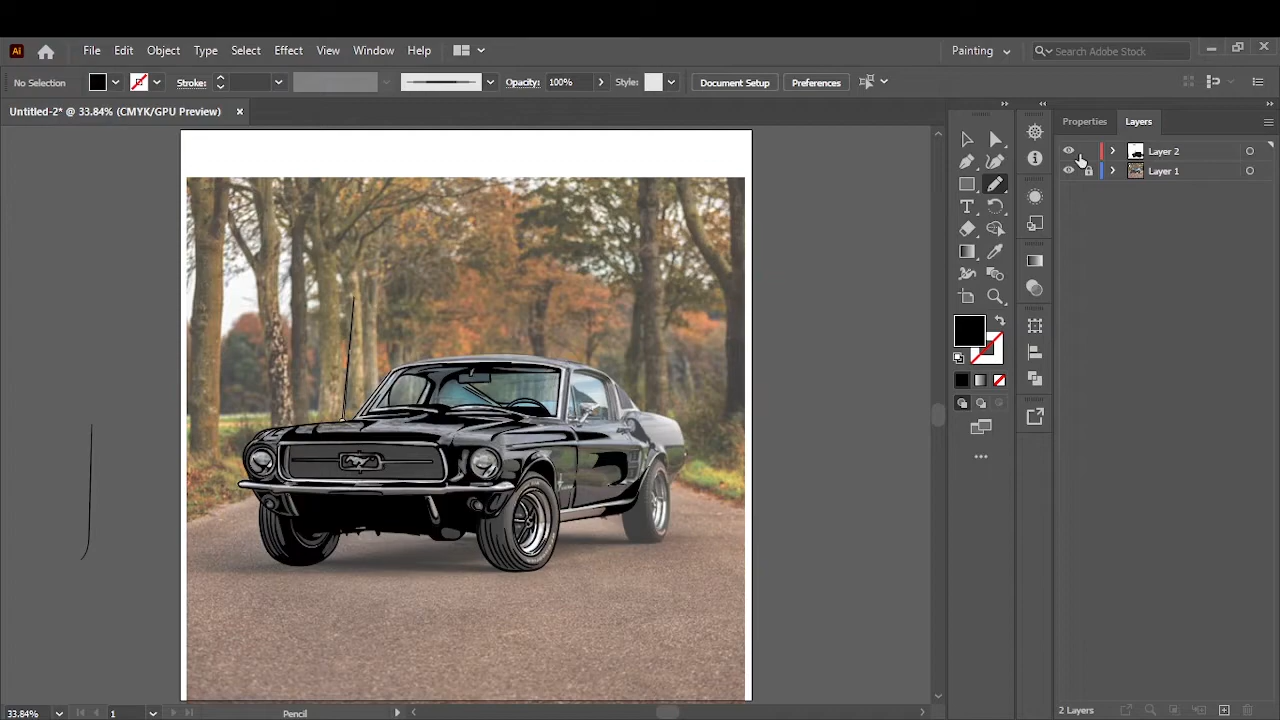 Ai File Edit Object Type Select Effect View Window Help Painting Search Adobe Stock
No Selection Stroke: Opacity: 100% Style: Document Setup Preferences
Untitled-2* @ 33.84% (CMYK/GPU Preview) Properties Layers
Layer 2
Layer 1
T
33.84% 1 Pencil 2 Layers